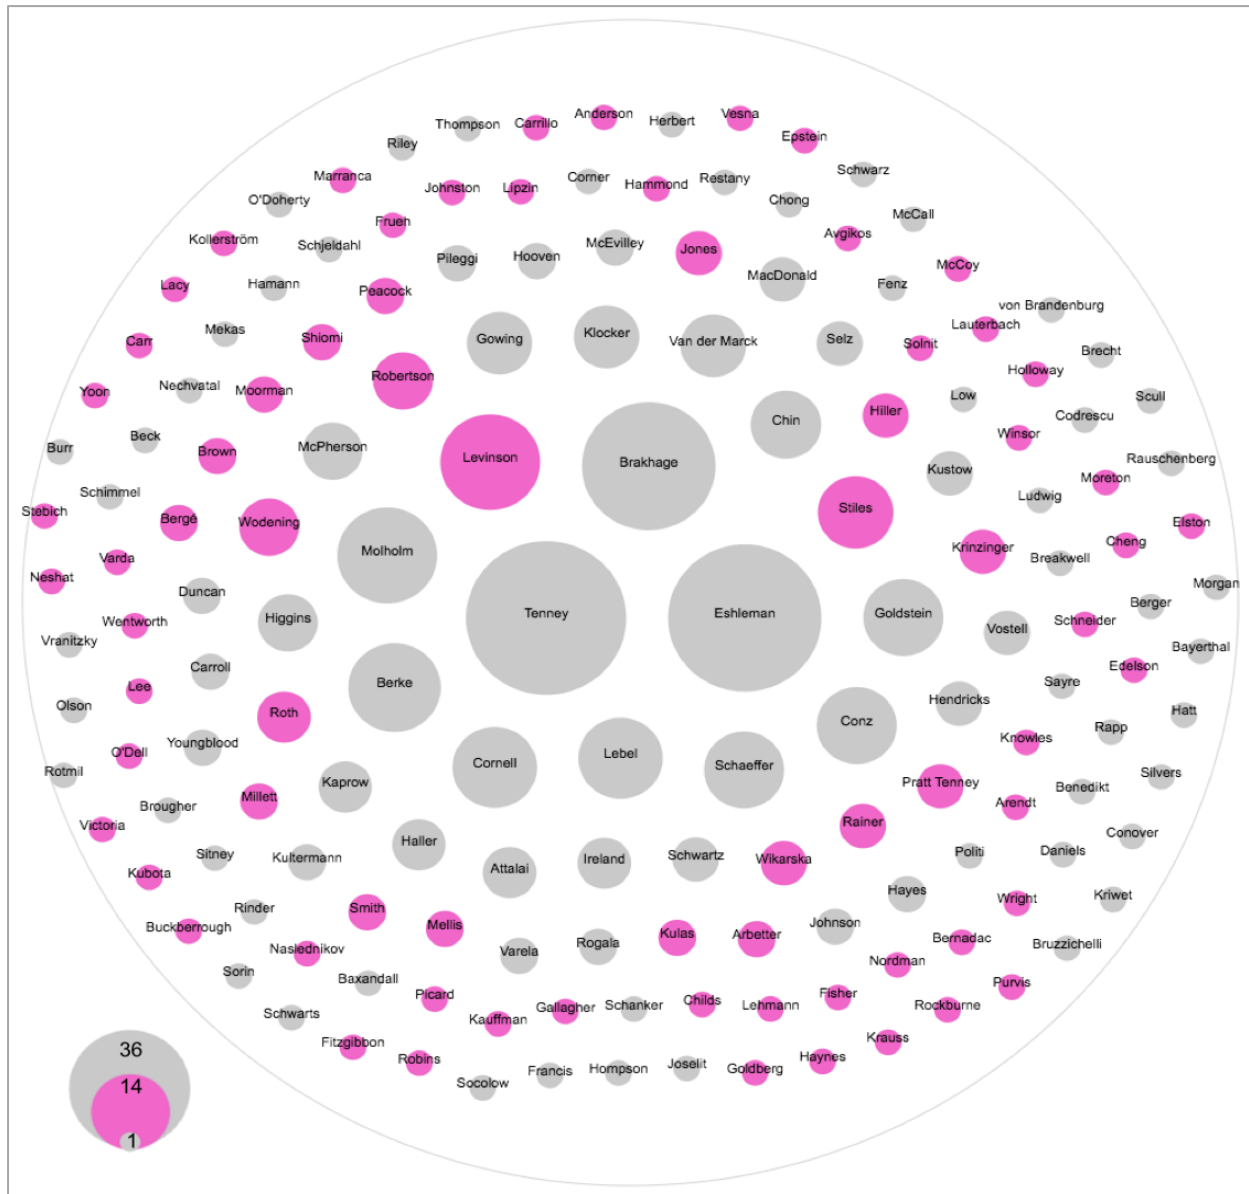 Anderson
Vesna
Herbert
Carrillo
Thompson
Epstein
Riley
Schwarz
Marranca
Corner
Restany
Hammond
Lipzin
Johnston
O'Doherty
Chong
McCall
Frueh
Avgikos
Kollerström
Schjeldahl
McEvilley
Jones
Hooven
Pileggi
McCoy
MacDonald
Lacy
Hamann
Peacock
Fenz
von Brandenburg
Lauterbach
Mekas
Shiomi
Gowing
Klocker
Van der Marck
Selz
Solnit
Carr
Brecht
Holloway
Robertson
Yoon
Nechvatal
Moorman
Low
Scull
Hiller
Codrescu
Chin
Winsor
Beck
Burr
Brown
McPherson
Levinson
Brakhage
Rauschenberg
Kustow
Moreton
Schimmel
Ludwig
Stiles
Stebich
Bergé
Wodening
Elston
Cheng
Krinzinger
Molholm
Varda
Breakwell
Neshat
Morgan
Duncan
Berger
Tenney
Eshleman
Goldstein
Higgins
Wentworth
Schneider
Vostell
Vranitzky
Bayerthal
Carroll
Edelson
Lee
Berke
Sayre
Hendricks
Olson
Roth
Hatt
Conz
Rapp
Knowles
Youngblood
O'Dell
Lebel
Cornell
Schaeffer
Rotmil
Silvers
Kaprow
Pratt Tenney
Benedikt
Millett
Arendt
Brougher
Rainer
Victoria
Conover
Haller
Sitney
Kultermann
Schwartz
Ireland
Wikarska
Politi
Daniels
Attalai
Kubota
Hayes
Kriwet
Wright
Rinder
Smith
Johnson
Buckberrough
Mellis
Kulas
Arbetter
Bernadac
Rogala
Bruzzichelli
Naslednikov
Varela
Nordman
Sorin
Baxandall
Purvis
Picard
Fisher
Gallagher
Schanker
Childs
Lehmann
Rockburne
Schwarts
Kauffman
Krauss
Fitzgibbon
36
Robins
Haynes
Joselit
Goldberg
Francis
Hompson
Socolow
14
1